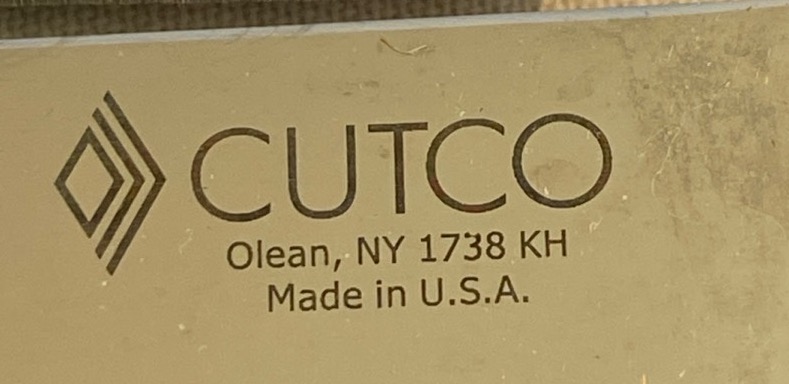 CUTCO
Olean, NY 1738 KH
Made in U.S.A.